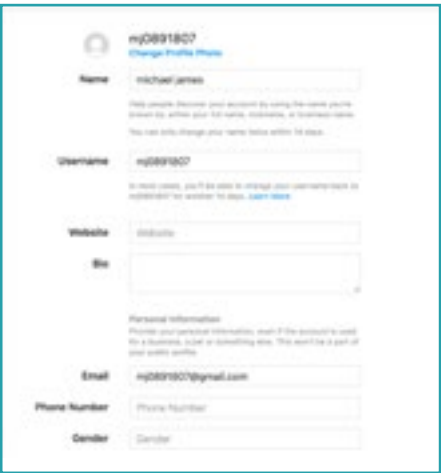 mj0891807
Change Profile Photo
Name
michael james
Help people discover your account by using the name you're
known by: either your full name, nickname, or business name.
You can only change your name twice within 14 days.
Username
mj0891807
In most cases, you'll be able to change your username back to
mj0891807 for another 14 days. Learn More
Website
Website
Bio
Personal Information
Provide your personal information, even if the account is used
for a business, a pet or something else. This won't be a part of
your public profile.
Email
mj0891807@gmail.com
Phone Number
Phone Number
Gender
Gender